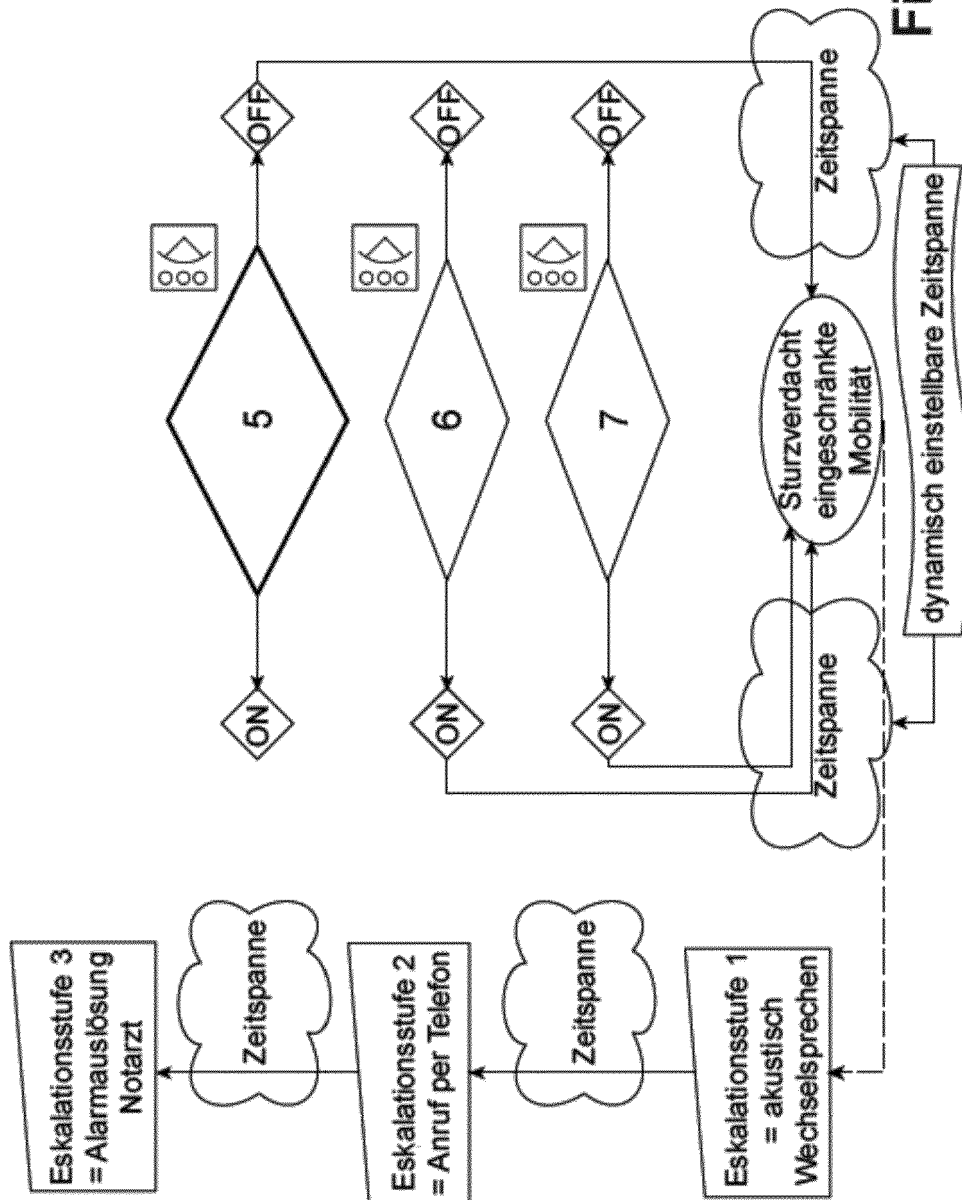 Eskalationsstufe 3
= Alarmauslösung
Notarzt
Zeitspanne
Eskalationsstufe 2
= Anruf per Telefon
Zeitspanne
Eskalationsstufe 1
= akustisch
Wechselsprechen
ON
5
OFF
ON
6
OFF
ON
7
OFF
Zeitspanne
Sturzverdacht
eingeschränkte
Mobilität
Zeitspanne
dynamisch einstellbare Zeitspanne